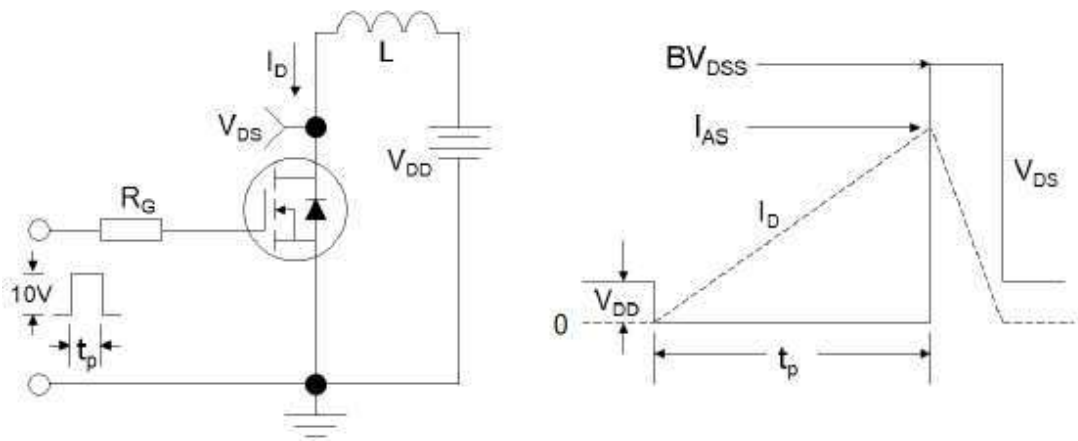 L
I_D
V_DS
V_DD
R_G
10V
t_p
BV_DSS
I_AS
V_DS
I_D
V_DD
0
t_p